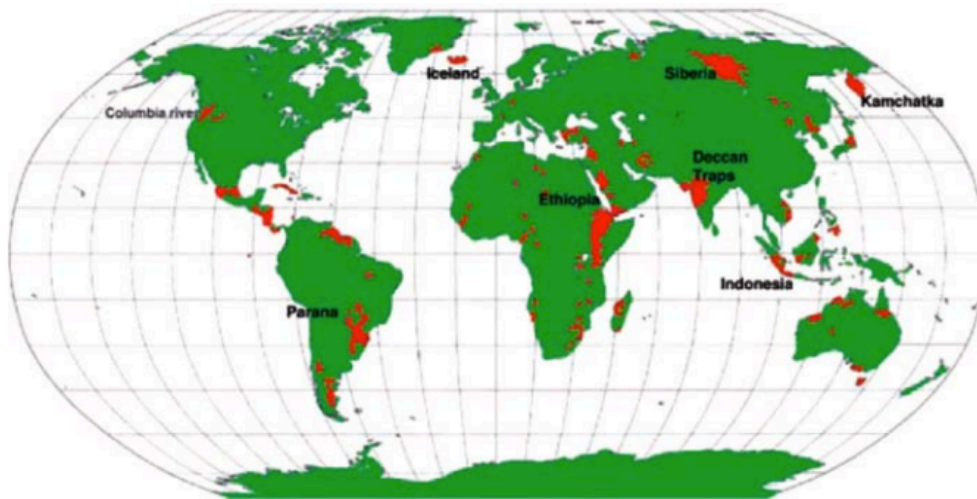 Iceland
Siberia
Kamchatka
Columbia river
Deccan
Traps
Ethiopia
Indonesia
Parana